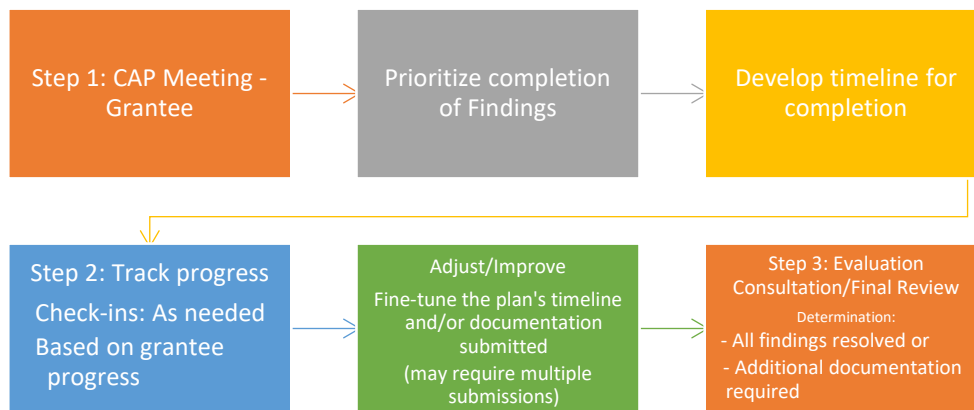 Step 1: CAP Meeting -
Grantee
Prioritize completion
of Findings
Develop timeline for
completion
Step 2: Track progress
Check-ins: As needed
Based on grantee
progress
Adjust/Improve
Fine-tune the plan's timeline
and/or documentation
submitted
(may require multiple
submissions)
Step 3: Evaluation
Consultation/Final Review
Determination:
- All findings resolved or
- Additional documentation
required